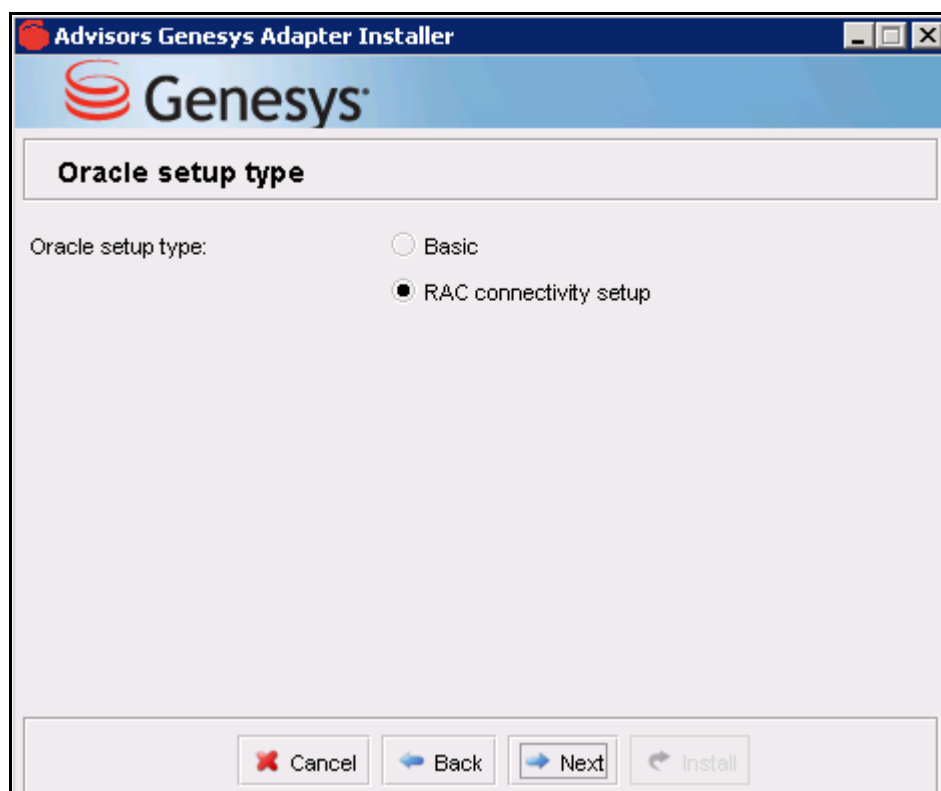 Advisors Genesys Adapter Installer
Genesys
Oracle setup type
Oracle setup type:
Basic
RAC connectivity setup
Cancel
Back
Next
Install